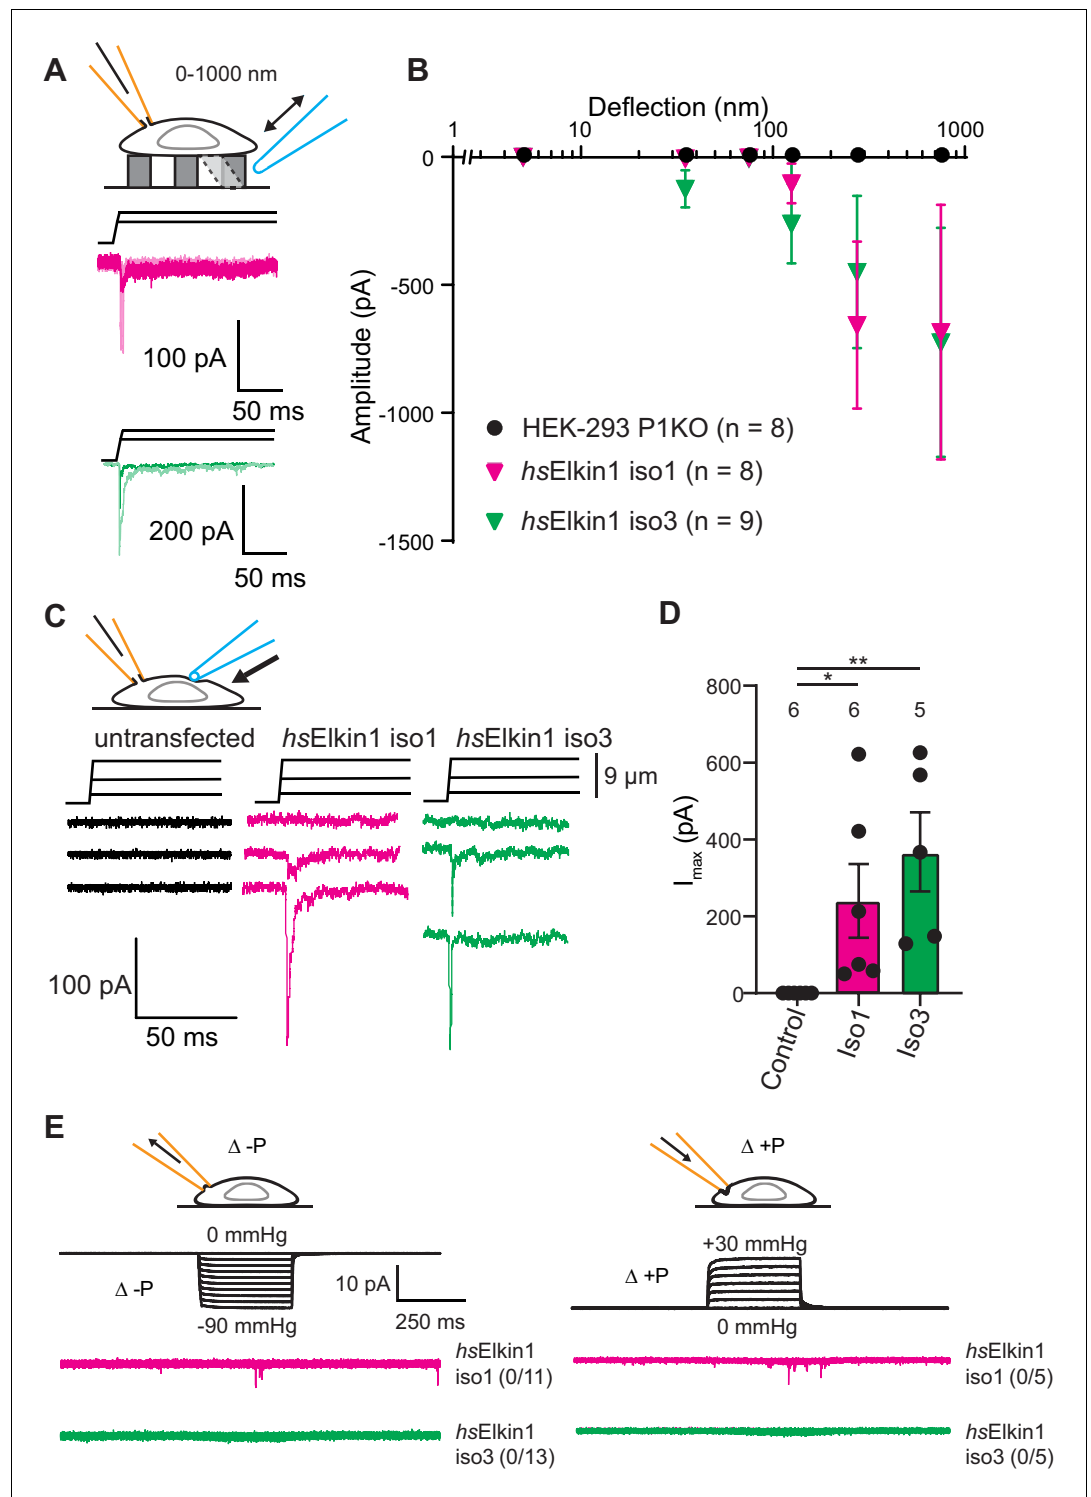 A
0-1000 nm
100 pA
50 ms
200 pA
50 ms
B
Deflection (nm)
1 10 100 1000
0
-500
-1000
-1500
Amplitude (pA)
HEK-293 P1KO (n = 8)
hsElkin1 iso1 (n = 8)
hsElkin1 iso3 (n = 9)
C
untransfected hsElkin1 iso1 hsElkin1 iso3
9 µm
100 pA
50 ms
D
** 
*
800
6 6 5
600
400
200
0
Imax (pA)
Control Iso1 Iso3
E
Δ -P
0 mmHg
Δ -P
-90 mmHg
10 pA
250 ms
hsElkin1
iso1 (0/11)
hsElkin1
iso3 (0/13)
Δ +P
+30 mmHg
Δ +P
0 mmHg
hsElkin1
iso1 (0/5)
hsElkin1
iso3 (0/5)